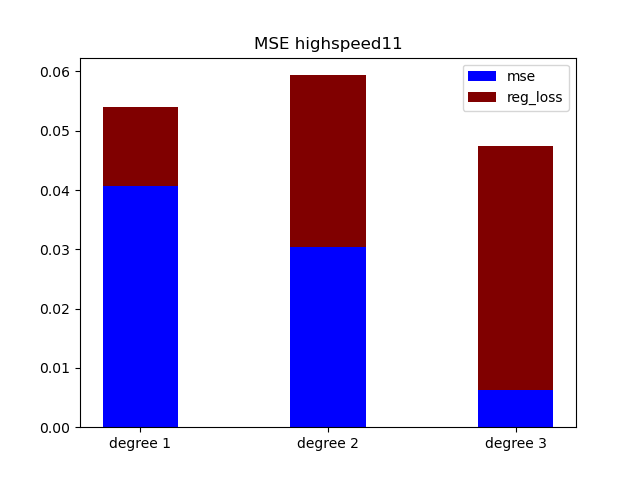 MSE highspeed11
mse
reg_loss
0.06
0.05
0.04
0.03
0.02
0.01
0.00
degree 1
degree 2
degree 3